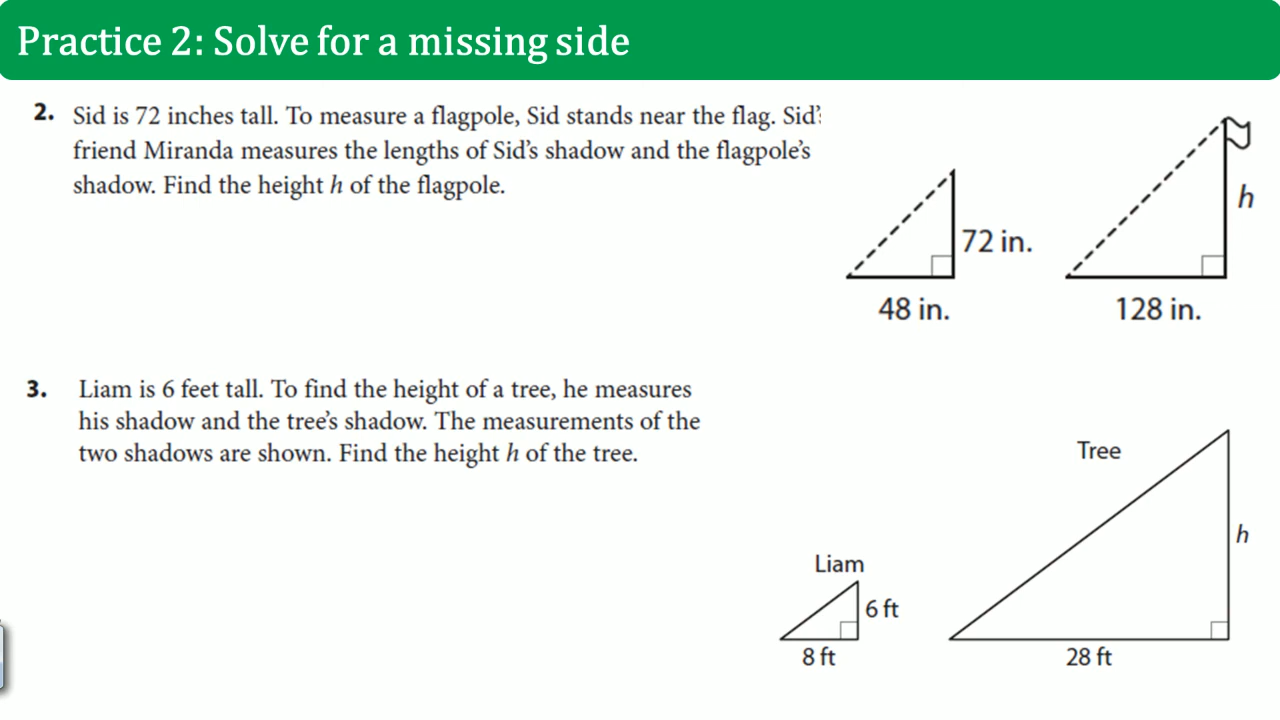 Practice 2: Solve for a missing side
2. Sid is 72 inches tall. To measure a flagpole, Sid stands near the flag. Sid's
friend Miranda measures the lengths of Sid's shadow and the flagpole's
shadow. Find the height h of the flagpole.
72 in.
h
48 in.
128 in.
3. Liam is 6 feet tall. To find the height of a tree, he measures
his shadow and the tree's shadow. The measurements of the
two shadows are shown. Find the height h of the tree.
Tree
h
Liam
6 ft
8 ft
28 ft